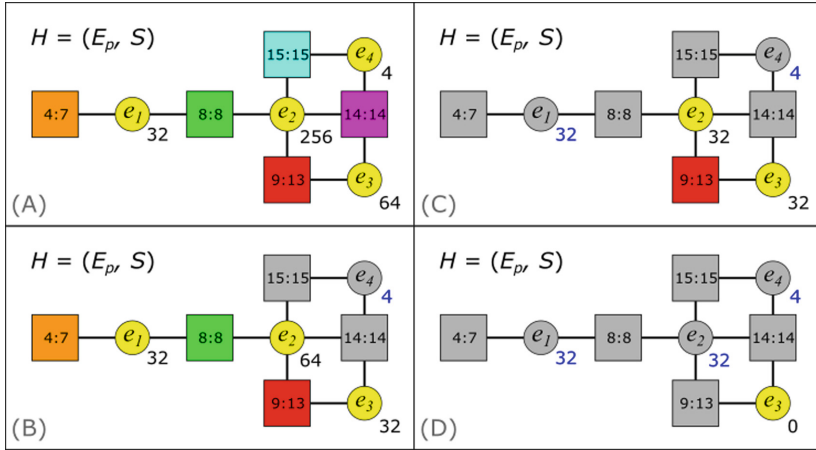 H = (Eₚ, S)
15:15
e₄
4
4:7
e₁
32
8:8
e₂
256
14:14
9:13
e₃
64
(A)
H = (Eₚ, S)
15:15
e₄
4
4:7
e₁
32
8:8
e₂
32
14:14
9:13
e₃
32
(C)
H = (Eₚ, S)
15:15
e₄
4
4:7
e₁
32
8:8
e₂
64
14:14
9:13
e₃
32
(B)
H = (Eₚ, S)
15:15
e₄
4
4:7
e₁
32
8:8
e₂
32
14:14
9:13
e₃
0
(D)